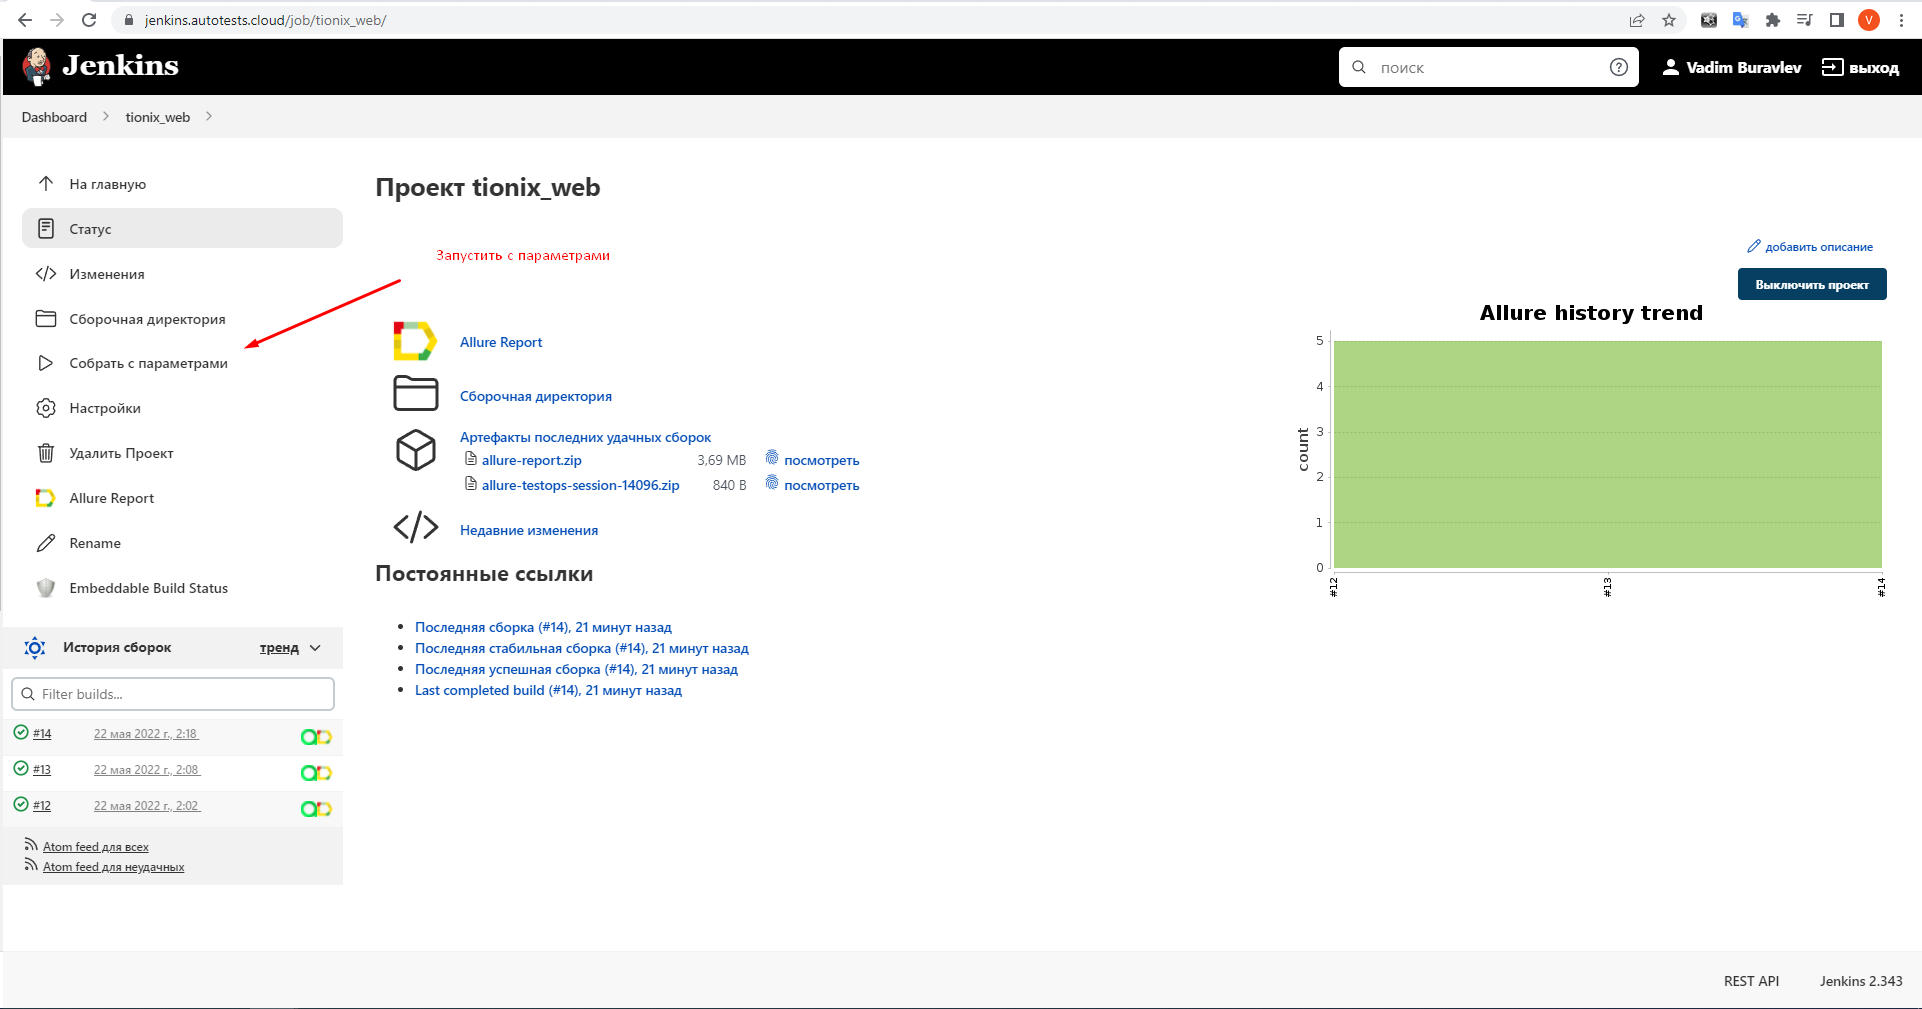 jenkins.autotests.cloud/job/tionix_web/
V
Jenkins
поиск
Vadim Buravlev
выход
Dashboard
tionix_web
На главную
Статус
Изменения
Сборочная директория
Собрать с параметрами
Настройки
Удалить Проект
Allure Report
Rename
Embeddable Build Status
История сборок
тренд
Filter builds...
#14 22 мая 2022 г., 2:18
#13 22 мая 2022 г., 2:08
#12 22 мая 2022 г., 2:02
Atom feed для всех
Atom feed для неудачных
Проект tionix_web
Запустить с параметрами
добавить описание
Выключить проект
Allure Report
Сборочная директория
Артефакты последних удачных сборок
allure-report.zip 3,69 MB посмотреть
allure-testops-session-14096.zip 840 B посмотреть
Недавние изменения
Постоянные ссылки
Последняя сборка (#14), 21 минут назад
Последняя стабильная сборка (#14), 21 минут назад
Последняя успешная сборка (#14), 21 минут назад
Last completed build (#14), 21 минут назад
Allure history trend
5
4
3
2
1
0
count
#12
#13
#14
REST API
Jenkins 2.343